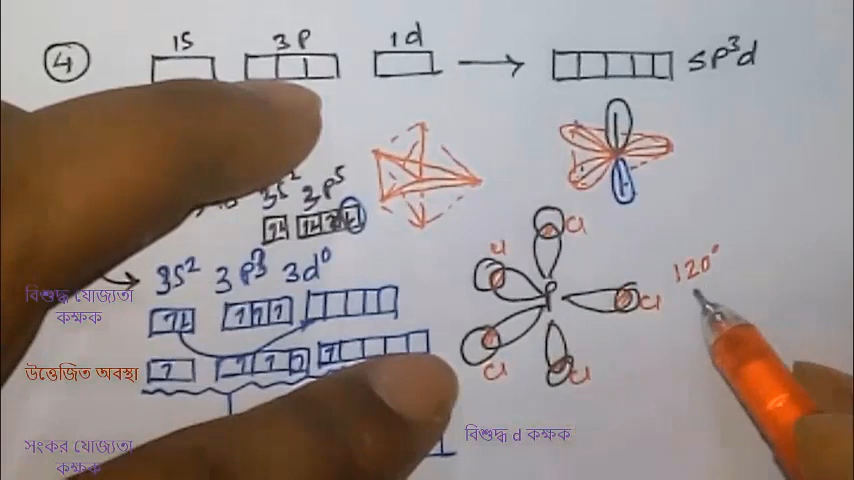 4
1s 3p 1d sp³d
3s² 3p⁵
3s² 3p³ 3d⁰
বিশুদ্ধ যোজ্যতা
কক্ষক
উত্তেজিত অবস্থা
সংকর যোজ্যতা
কক্ষক
বিশুদ্ধ d কক্ষক
Cl
Cl
P
Cl
120°
Cl
Cl